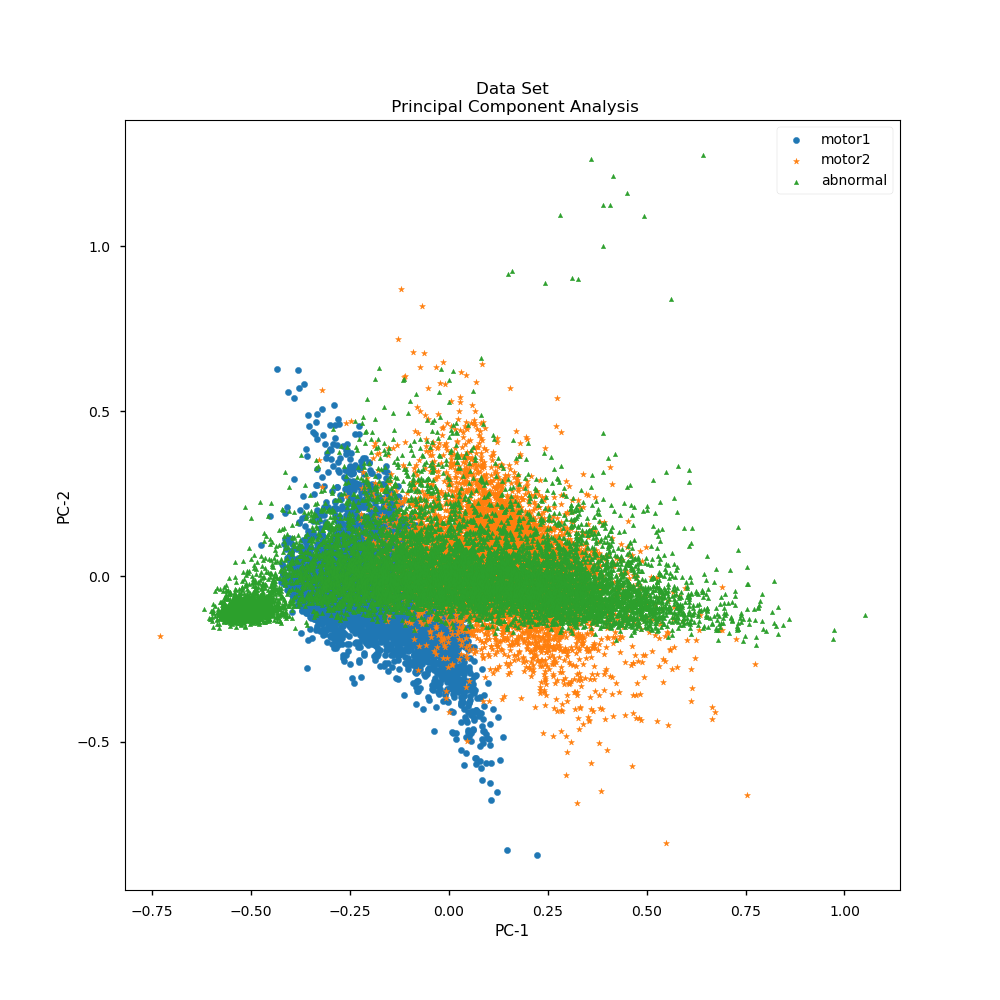 Data Set
Principal Component Analysis
motor1
motor2
abnormal
PC-2
1.0
0.5
0.0
−0.5
−0.75
−0.50
−0.25
0.00
0.25
0.50
0.75
1.00
PC-1